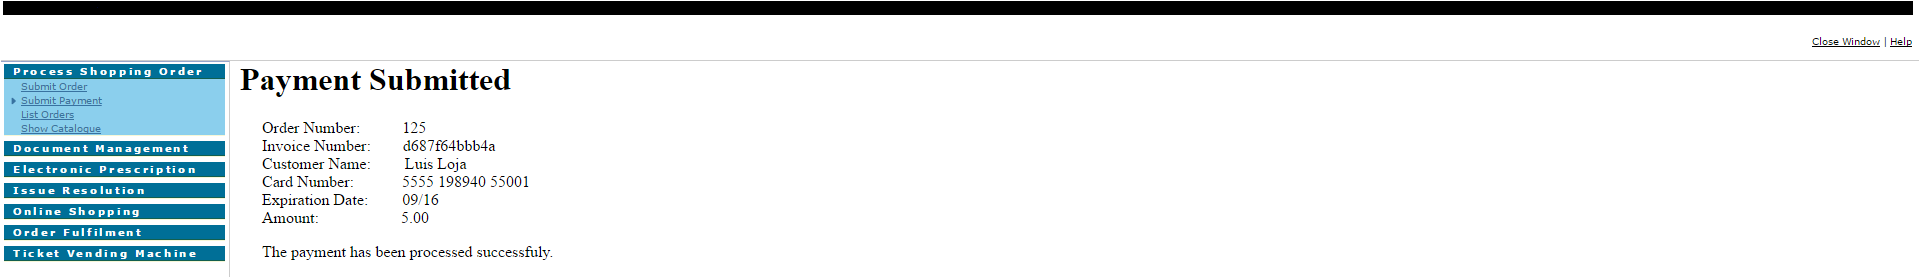 Close Window | Help
Process Shopping Order
Submit Order
Submit Payment
List Orders
Show Catalogue
Document Management
Electronic Prescription
Issue Resolution
Online Shopping
Order Fulfilment
Ticket Vending Machine
Payment Submitted
Order Number: 125
Invoice Number: d687f64bbb4a
Customer Name: Luis Loja
Card Number: 5555 198940 55001
Expiration Date: 09/16
Amount: 5.00
The payment has been processed successfuly.